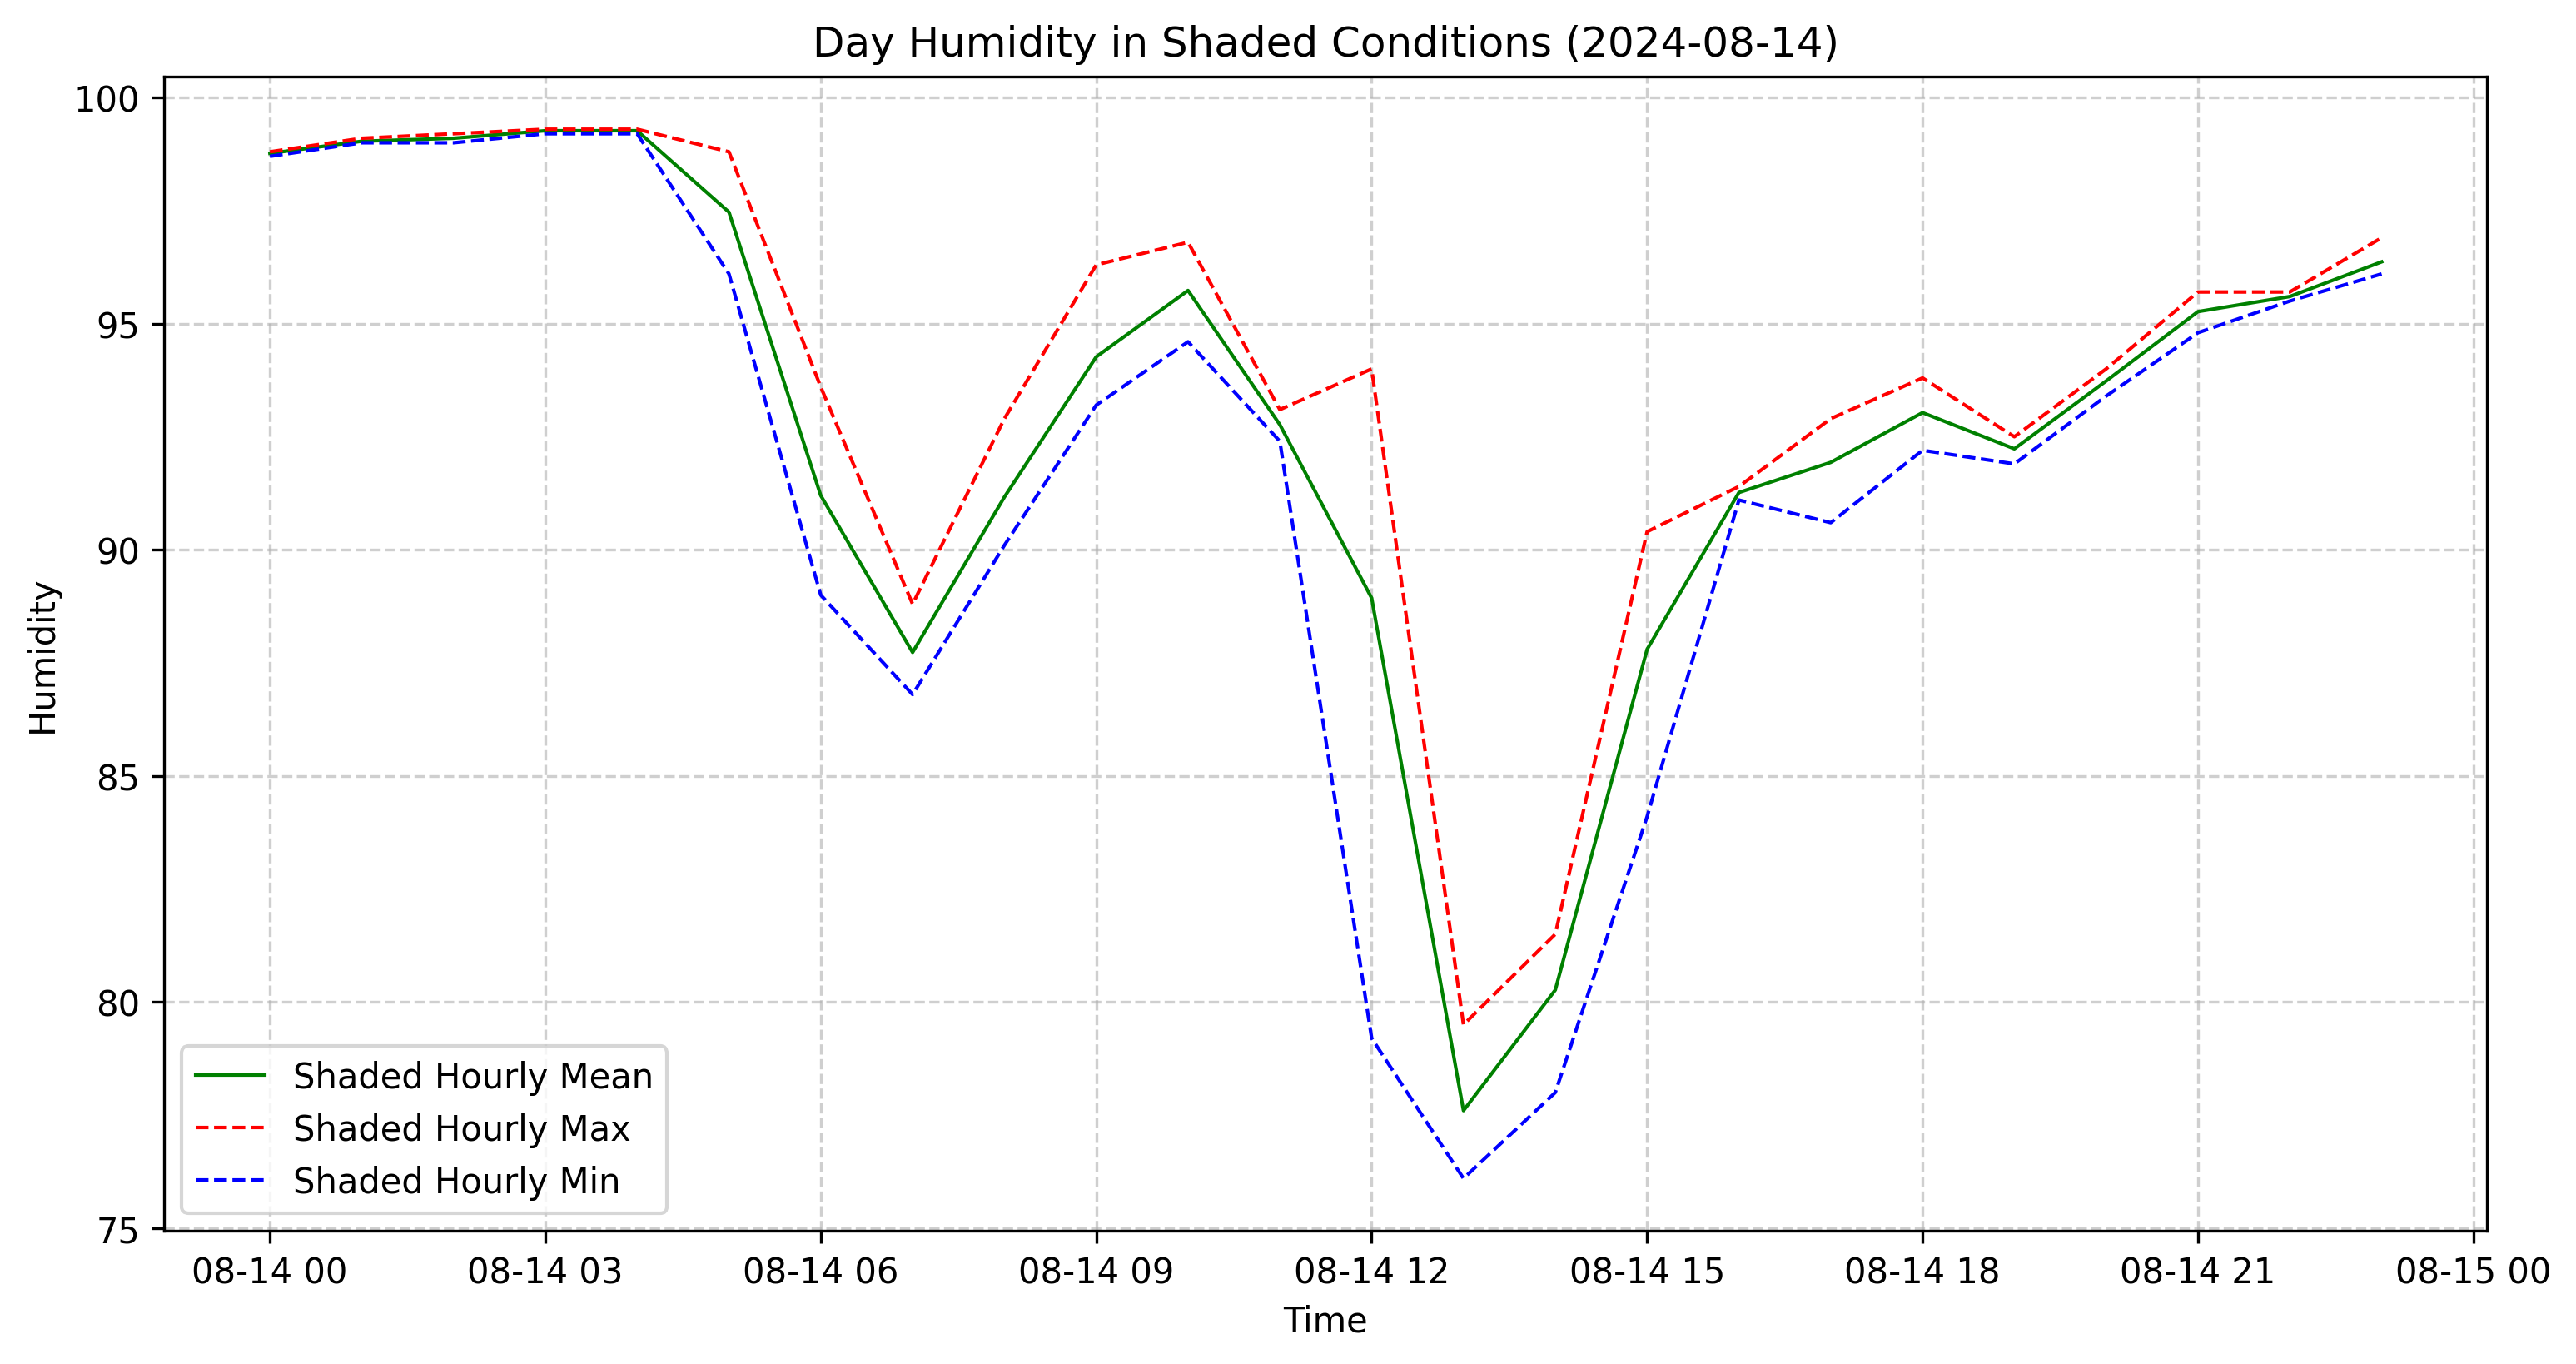 Day Humidity in Shaded Conditions (2024-08-14)
Humidity
100
95
90
85
80
75
Shaded Hourly Mean
Shaded Hourly Max
Shaded Hourly Min
08-14 00 08-14 03 08-14 06 08-14 09 08-14 12 08-14 15 08-14 18 08-14 21 08-15 00
Time